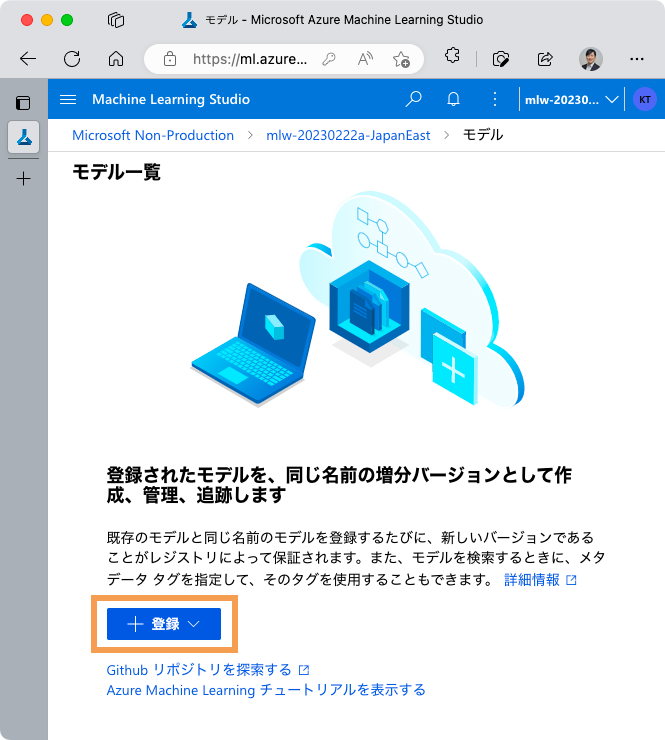 モデル - Microsoft Azure Machine Learning Studio
https://ml.azure...
Machine Learning Studio
mlw-20230...
KT
Microsoft Non-Production > mlw-20230222a-JapanEast > モデル
モデル一覧
登録されたモデルを、同じ名前の増分バージョンとして作
成、管理、追跡します
既存のモデルと同じ名前のモデルを登録するたびに、新しいバージョンである
ことがレジストリによって保証されます。また、モデルを検索するときに、メタ
データ タグを指定して、そのタグを使用することもできます。 詳細情報
登録
Github リポジトリを探索する
Azure Machine Learning チュートリアルを表示する